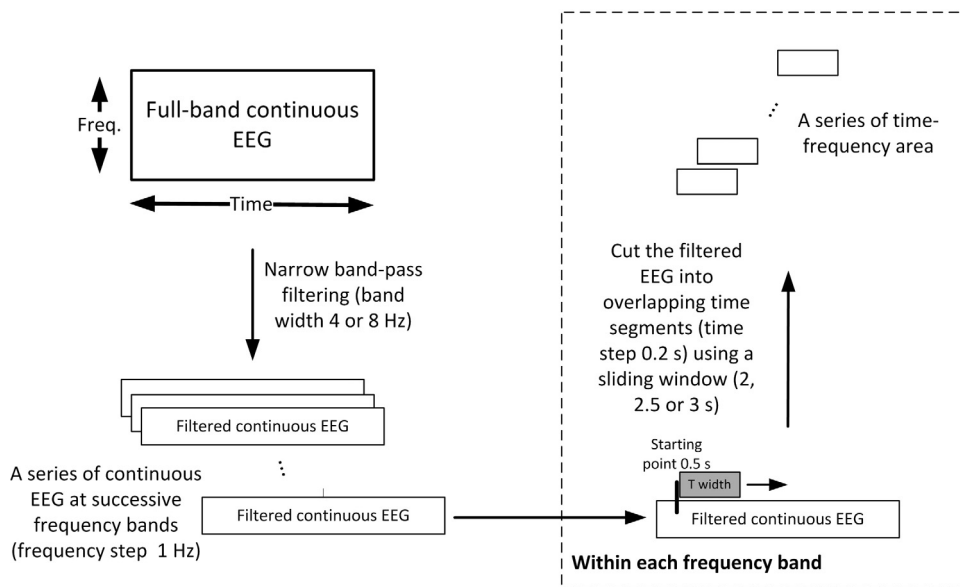 Full-band continuous
EEG
Freq.
Time
Narrow band-pass
filtering (band
width 4 or 8 Hz)
Filtered continuous EEG
A series of continuous
EEG at successive
frequency bands
(frequency step 1 Hz)
Filtered continuous EEG
A series of time-
frequency area
Cut the filtered
EEG into
overlapping time
segments (time
step 0.2 s) using a
sliding window (2,
2.5 or 3 s)
Starting
point 0.5 s
T width
Filtered continuous EEG
Within each frequency band